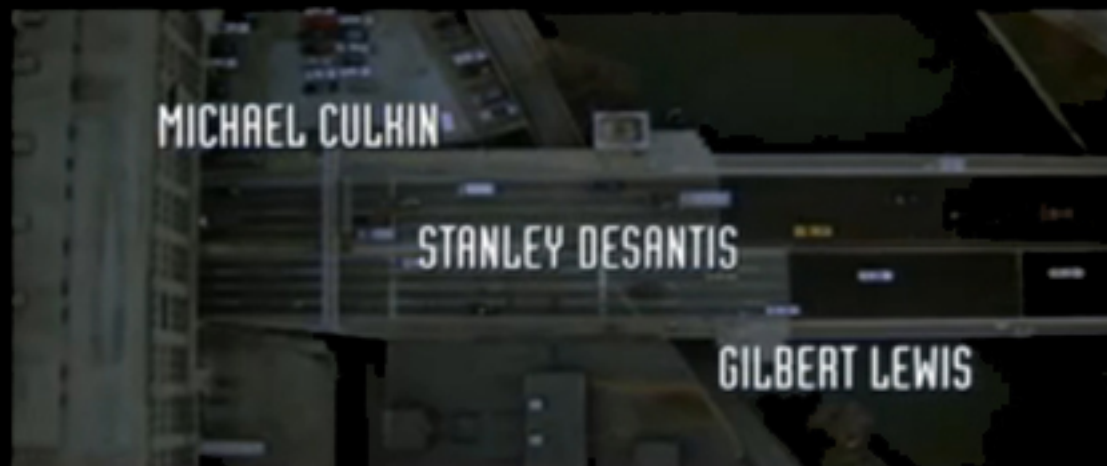 MICHAEL CULKIN
STANLEY DESANTIS
GILBERT LEWIS